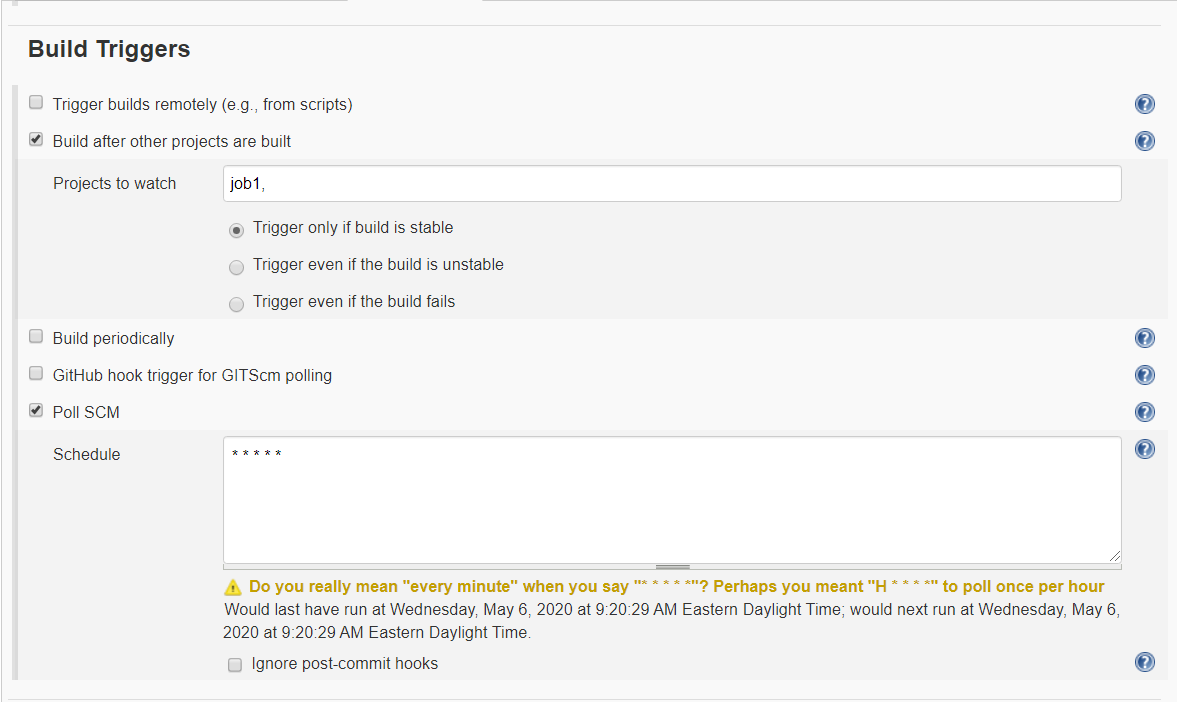 Build Triggers
Trigger builds remotely (e.g., from scripts)
Build after other projects are built
Projects to watch job1,
Trigger only if build is stable
Trigger even if the build is unstable
Trigger even if the build fails
Build periodically
GitHub hook trigger for GITScm polling
Poll SCM
Schedule * * * * *
Do you really mean "every minute" when you say "* * * * *"? Perhaps you meant "H * * * *" to poll once per hour
Would last have run at Wednesday, May 6, 2020 at 9:20:29 AM Eastern Daylight Time; would next run at Wednesday, May 6,
2020 at 9:20:29 AM Eastern Daylight Time.
Ignore post-commit hooks